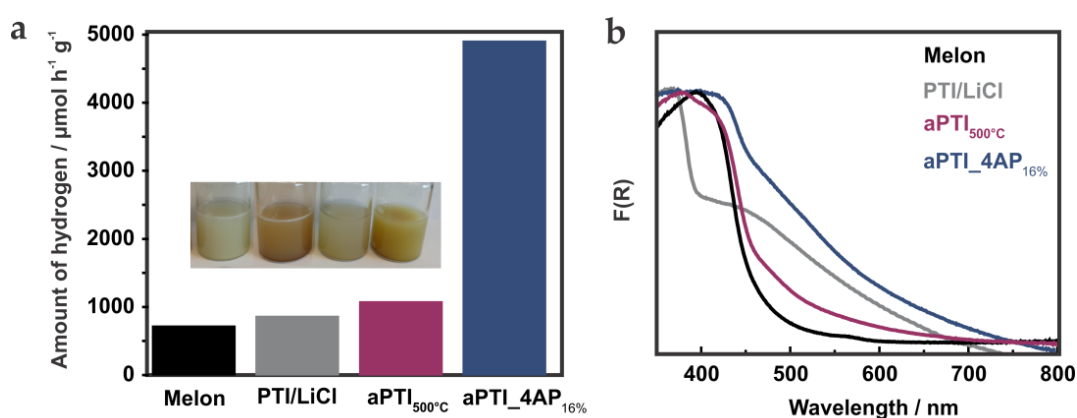 a
Amount of hydrogen / μmol h⁻¹ g⁻¹
5000
4000
3000
2000
1000
0
Melon PTI/LiCl aPTI500°C aPTI_4AP16%
b
F(R)
Melon
PTI/LiCl
aPTI500°C
aPTI_4AP16%
400 500 600 700 800
Wavelength / nm